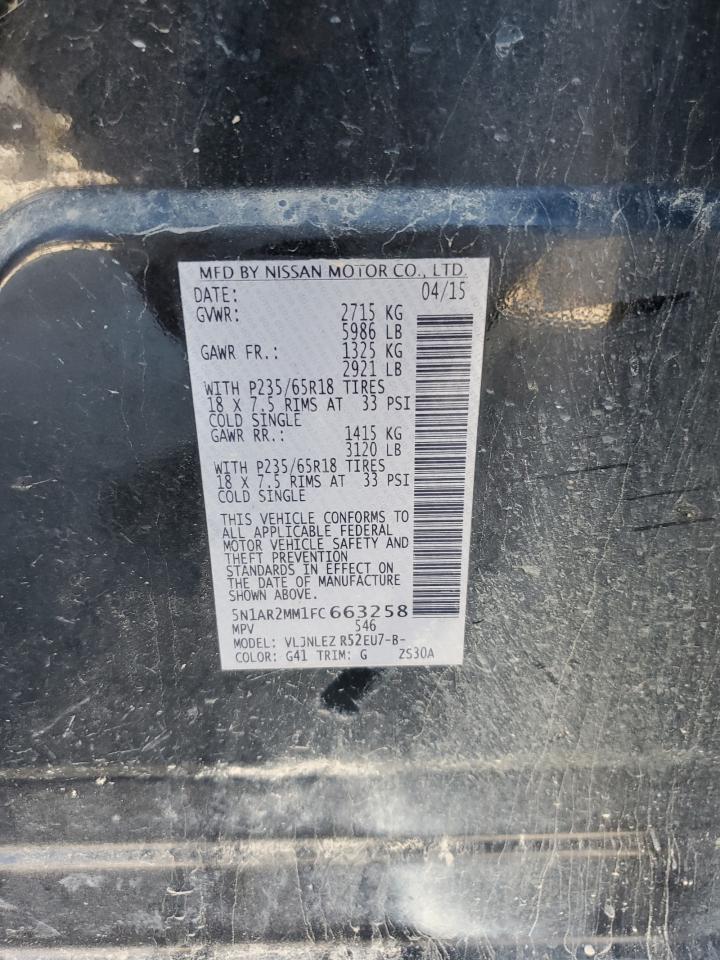 MFD BY NISSAN MOTOR CO., LTD.
DATE: 04/15
GVWR: 2715 KG
5986 LB
GAWR FR.: 1325 KG
2921 LB
WITH P235/65R18 TIRES
18 X 7.5 RIMS AT 33 PSI
COLD SINGLE
GAWR RR.: 1415 KG
3120 LB
WITH P235/65R18 TIRES
18 X 7.5 RIMS AT 33 PSI
COLD SINGLE
THIS VEHICLE CONFORMS TO
ALL APPLICABLE FEDERAL
MOTOR VEHICLE SAFETY AND
THEFT PREVENTION
STANDARDS IN EFFECT ON
THE DATE OF MANUFACTURE
SHOWN ABOVE.
5N1AR2MM1FC663258
MPV 546
MODEL: VLJNLEZ R52EU7-B-
COLOR: G41 TRIM: G ZS30A